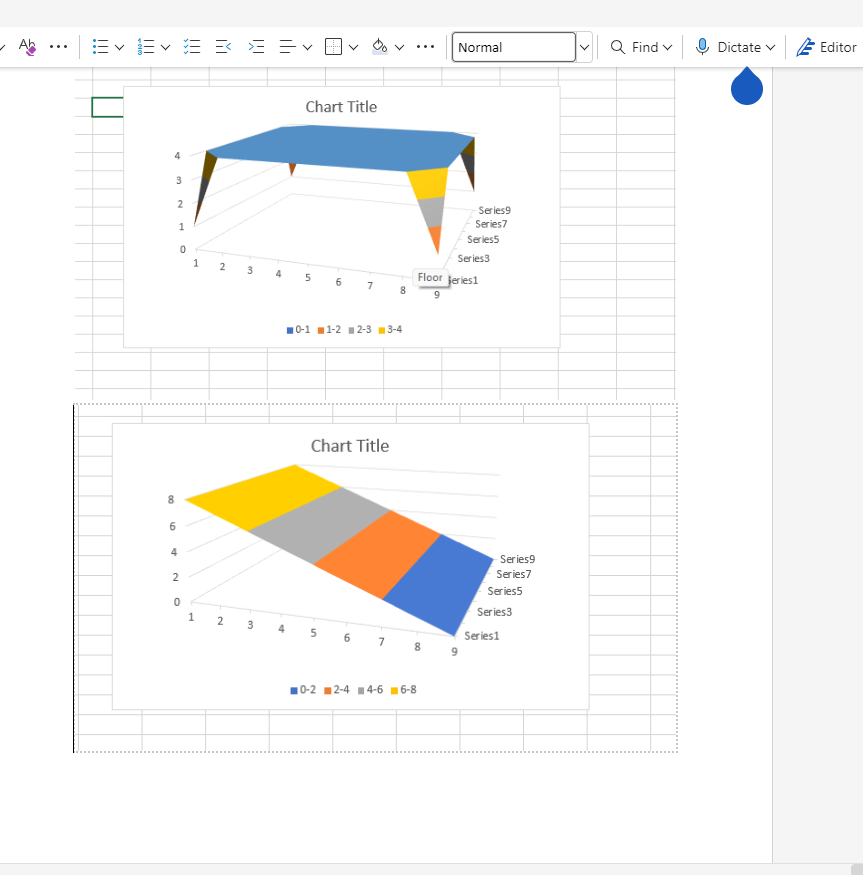 Ab
Normal
Find
Dictate
Editor
Chart Title
4
3
2
1
0
1 2 3 4 5 6 7 8 9
Series9
Series7
Series5
Series3
Series1
Floor
0-1 1-2 2-3 3-4
Chart Title
8
6
4
2
0
1 2 3 4 5 6 7 8 9
Series9
Series7
Series5
Series3
Series1
0-2 2-4 4-6 6-8